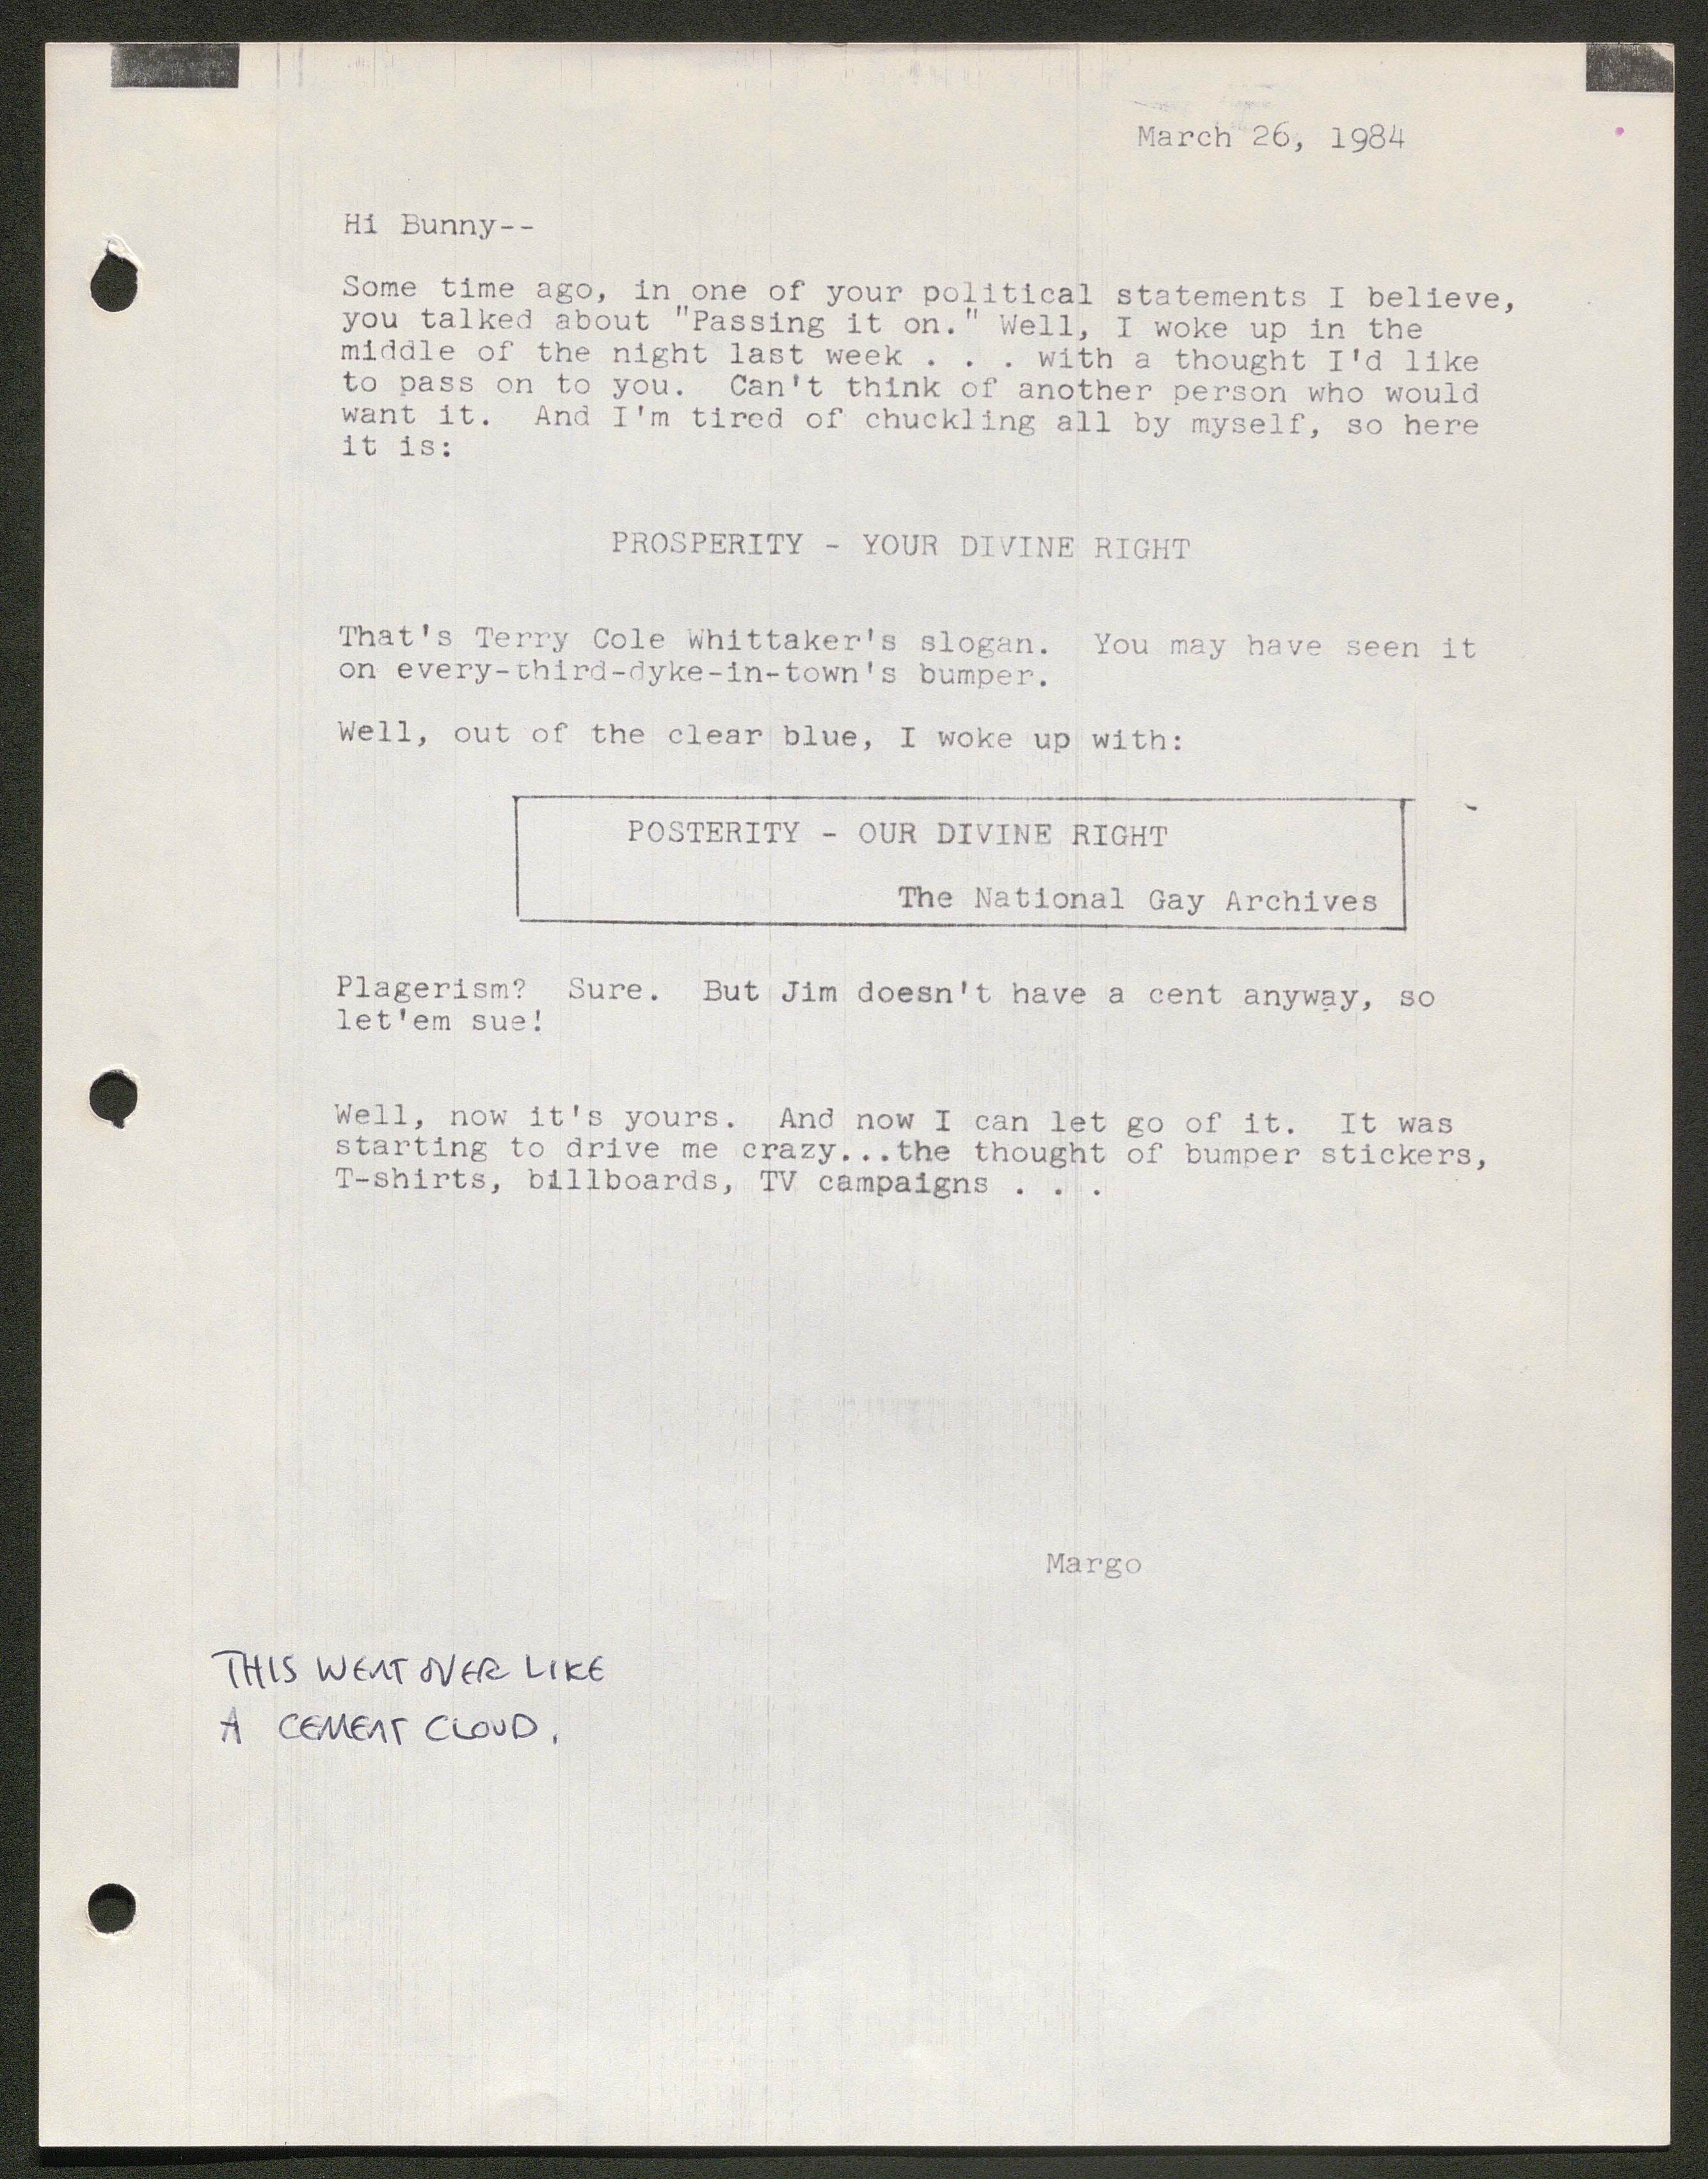 March 26, 1984
Hi Bunny--
Some time ago, in one of your political statements I believe,
you talked about "Passing it on." Well, I woke up in the
middle of the night last week . . . with a thought I'd like
to pass on to you.  Can't think of another person who would
want it.  And I'm tired of chuckling all by myself, so here
it is:
PROSPERITY - YOUR DIVINE RIGHT
That's Terry Cole Whittaker's slogan.  You may have seen it
on every-third-dyke-in-town's bumper.
Well, out of the clear blue, I woke up with:
POSTERITY - OUR DIVINE RIGHT
The National Gay Archives
Plagerism?  Sure.  But Jim doesn't have a cent anyway, so
let'em sue!
Well, now it's yours.  And now I can let go of it.  It was
starting to drive me crazy...the thought of bumper stickers,
T-shirts, billboards, TV campaigns . . .
Margo
THIS WENT OVER LIKE
A CEMENT CLOUD.